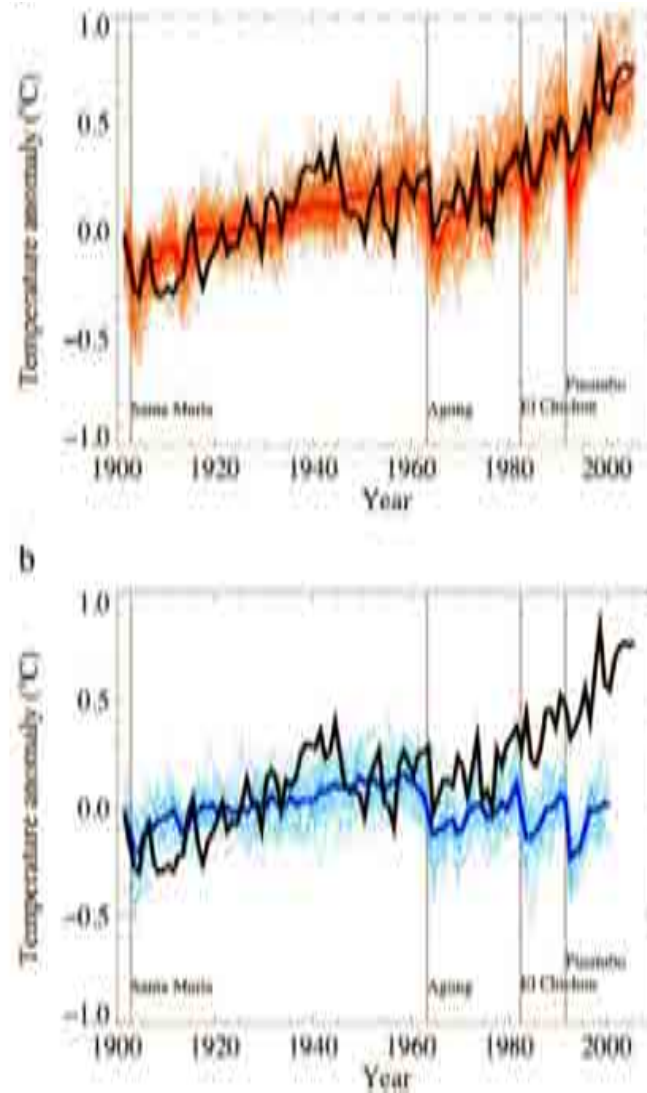 Temperature anomaly (°C)
1.0
0.5
0.0
−0.5
−1.0
Santa Maria
Agung
El Chichon
Pinatubo
1900 1920 1940 1960 1980 2000
Year
b
Temperature anomaly (°C)
1.0
0.5
0.0
−0.5
−1.0
Santa Maria
Agung
El Chichon
Pinatubo
1900 1920 1940 1960 1980 2000
Year